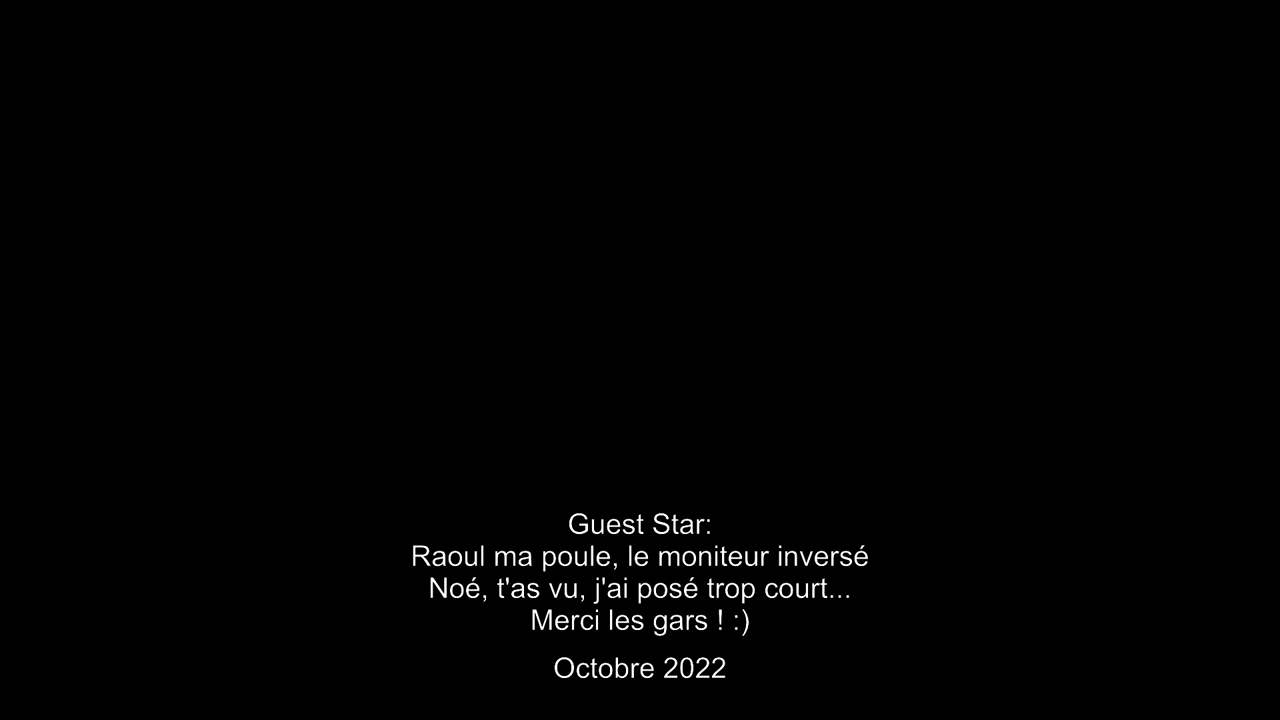 Guest Star:
Raoul ma poule, le moniteur inversé
Noé, t'as vu, j'ai posé trop court...
Merci les gars ! :)
Octobre 2022